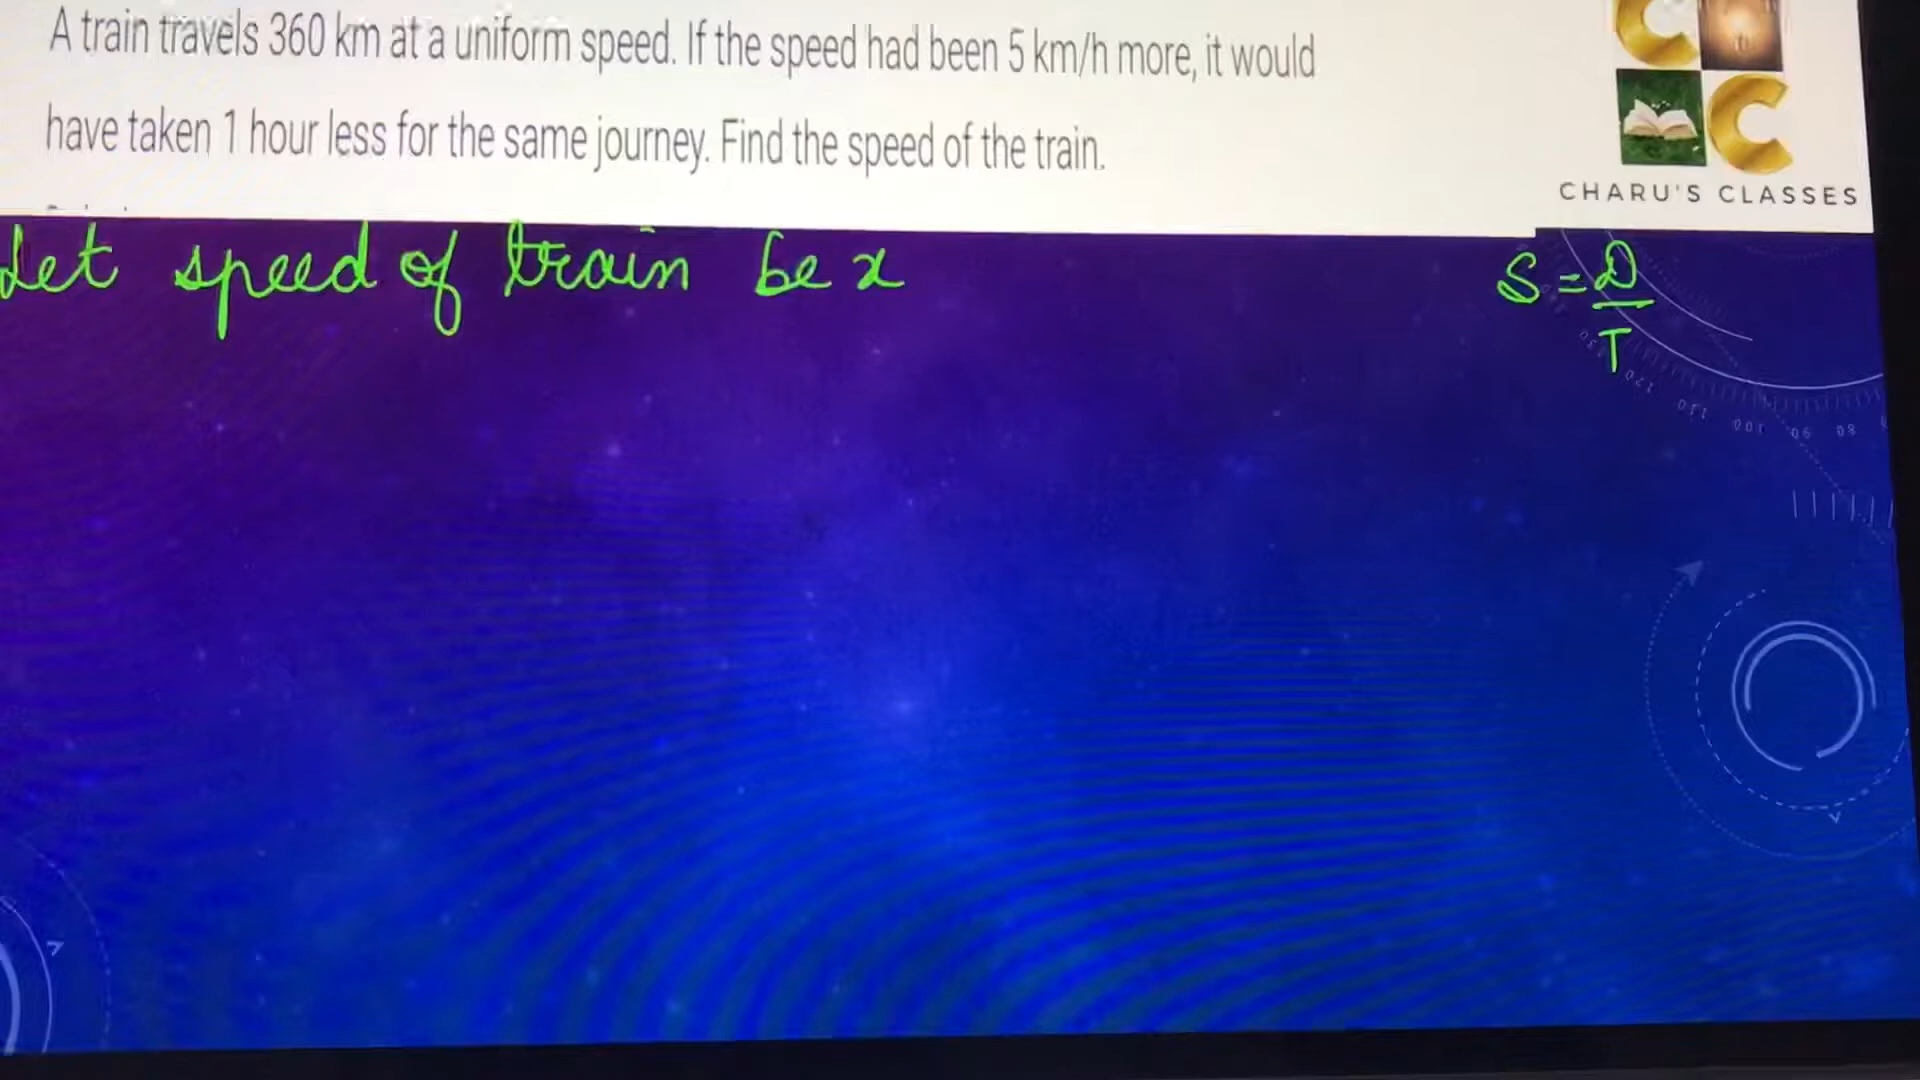 A train travels 360 km at a uniform speed. If the speed had been 5 km/h more, it would
have taken 1 hour less for the same journey. Find the speed of the train.
CHARU'S CLASSES
Let speed of train be x
S = D
T